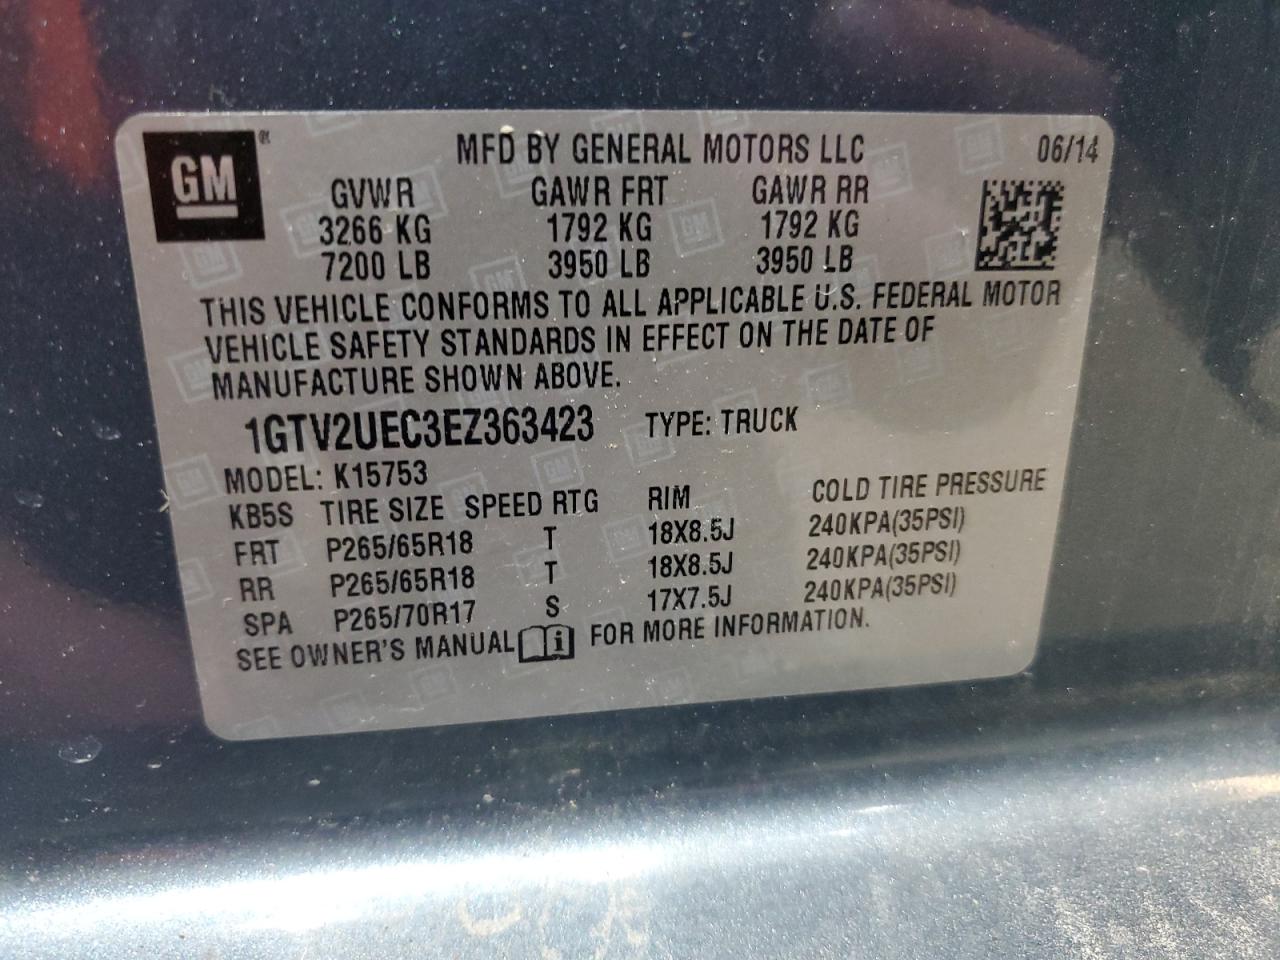 GM ®
MFD BY GENERAL MOTORS LLC 06/14
GVWR GAWR FRT GAWR RR
3266 KG 1792 KG 1792 KG
7200 LB 3950 LB 3950 LB
THIS VEHICLE CONFORMS TO ALL APPLICABLE U.S. FEDERAL MOTOR
VEHICLE SAFETY STANDARDS IN EFFECT ON THE DATE OF
MANUFACTURE SHOWN ABOVE.
1GTV2UEC3EZ363423 TYPE: TRUCK
MODEL: K15753
KB5S TIRE SIZE SPEED RTG RIM COLD TIRE PRESSURE
FRT P265/65R18 T 18X8.5J 240KPA(35PSI)
RR P265/65R18 T 18X8.5J 240KPA(35PSI)
SPA P265/70R17 S 17X7.5J 240KPA(35PSI)
SEE OWNER'S MANUAL i FOR MORE INFORMATION.